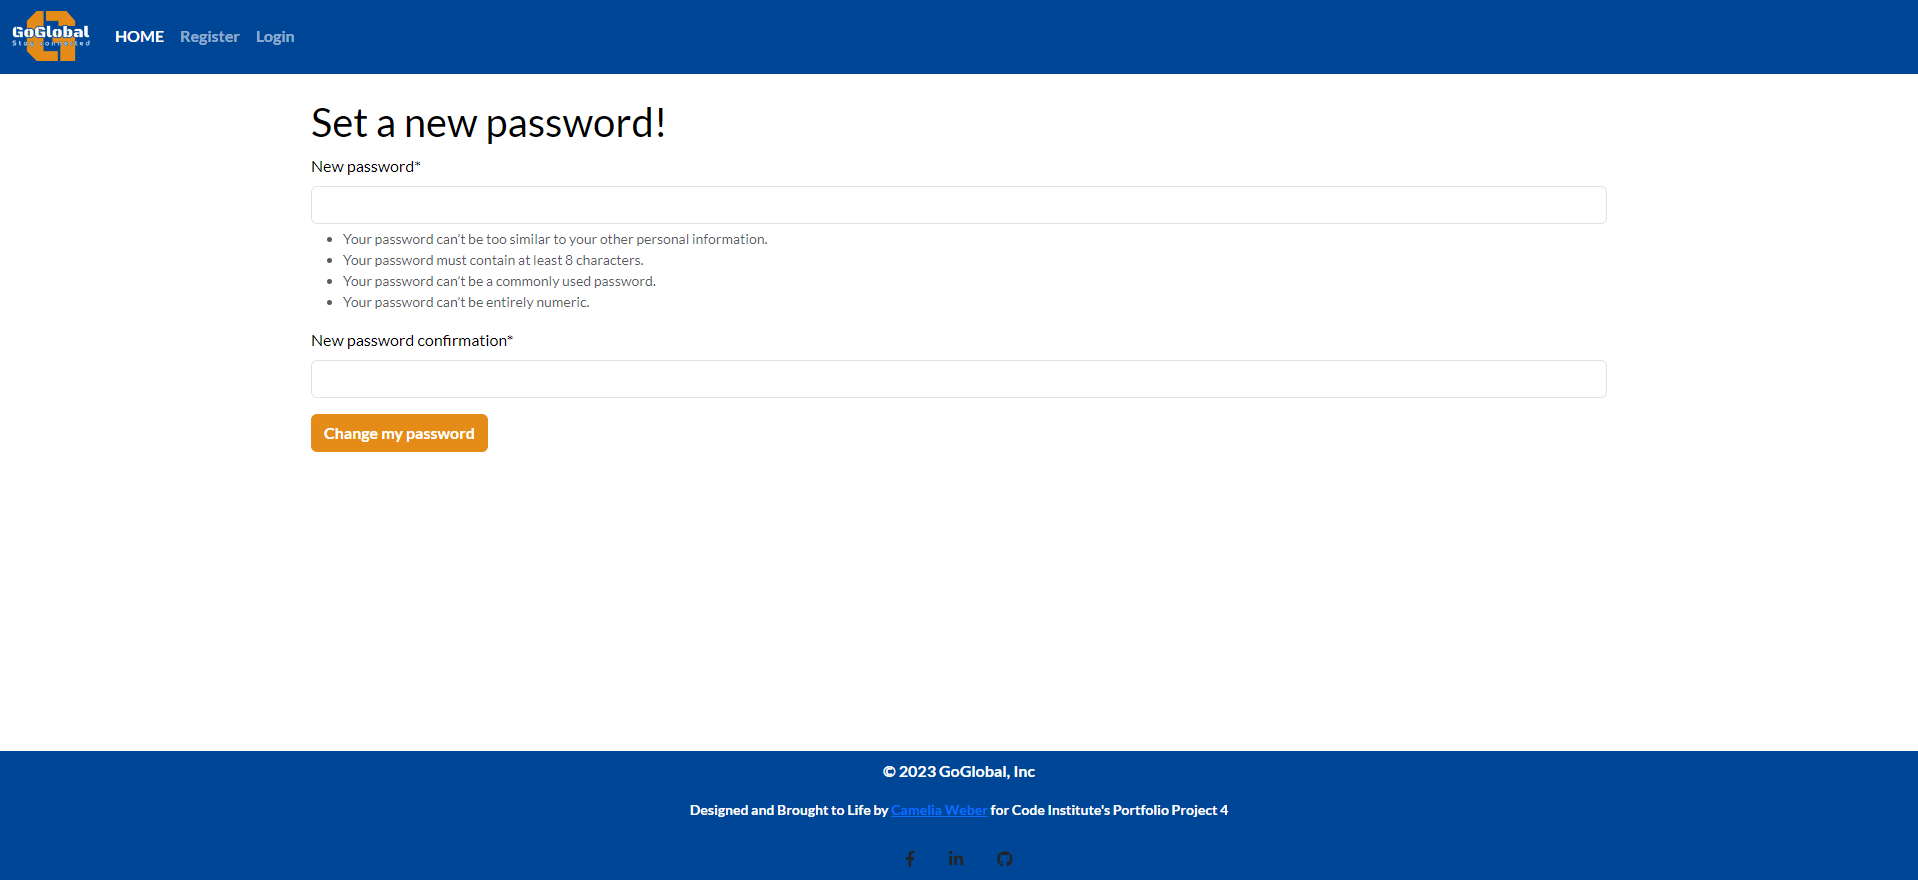 GoGlobal
Stay Connected
HOME Register Login
Set a new password!
New password*
Your password can’t be too similar to your other personal information.
Your password must contain at least 8 characters.
Your password can’t be a commonly used password.
Your password can’t be entirely numeric.
New password confirmation*
Change my password
© 2023 GoGlobal, Inc
Designed and Brought to Life by Camelia Weber for Code Institute's Portfolio Project 4